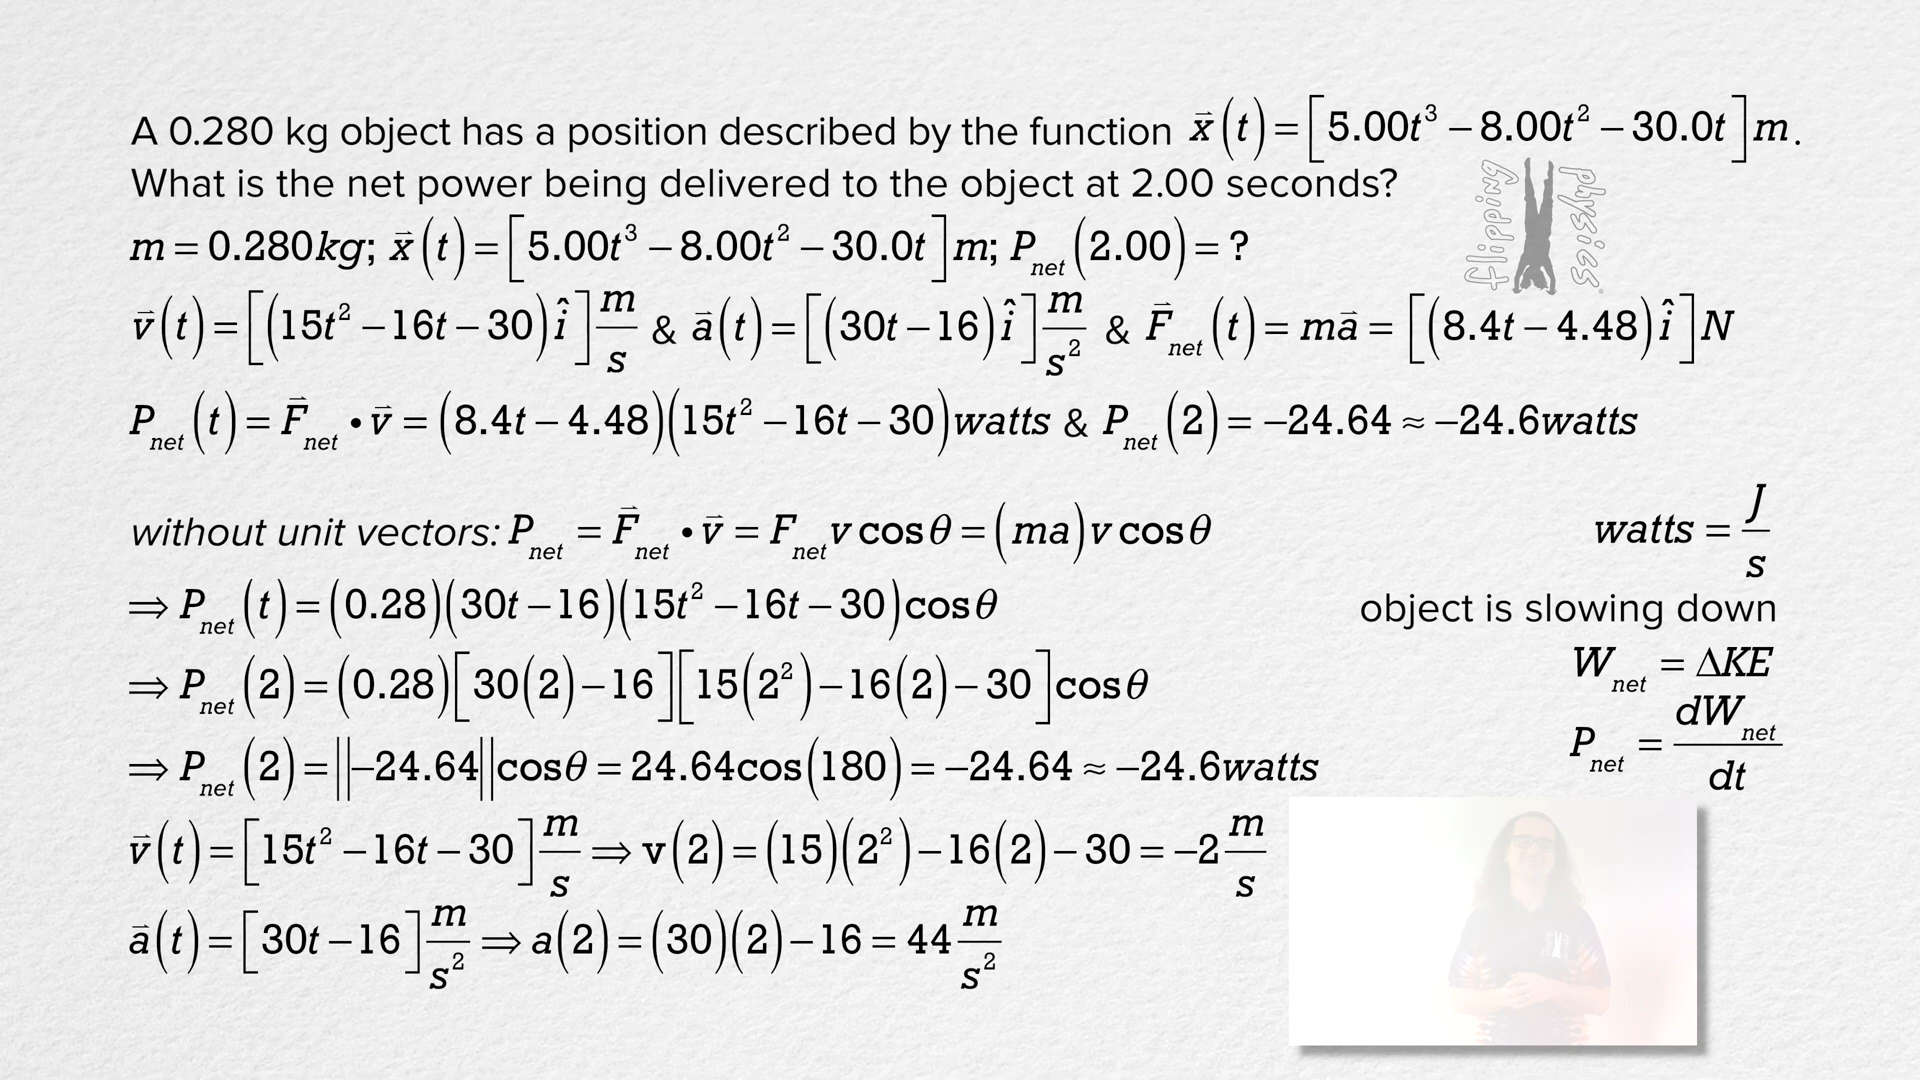 A 0.280 kg object has a position described by the function x⃗(t) = [5.00t³ − 8.00t² − 30.0t]m.
What is the net power being delivered to the object at 2.00 seconds?
flipping physics
m = 0.280kg; x⃗(t) = [5.00t³ − 8.00t² − 30.0t]m; P_net(2.00) = ?
v⃗(t) = [(15t² − 16t − 30)î] m/s & a⃗(t) = [(30t − 16)î] m/s² & F⃗_net(t) = ma⃗ = [(8.4t − 4.48)î]N
P_net(t) = F⃗_net • v⃗ = (8.4t − 4.48)(15t² − 16t − 30)watts & P_net(2) = −24.64 ≈ −24.6watts
without unit vectors: P_net = F⃗_net • v⃗ = F_net v cosθ = (ma)v cosθ
⇒ P_net(t) = (0.28)(30t − 16)(15t² − 16t − 30)cosθ
⇒ P_net(2) = (0.28)[30(2) − 16][15(2²) − 16(2) − 30]cosθ
⇒ P_net(2) = ||−24.64||cosθ = 24.64cos(180) = −24.64 ≈ −24.6watts
v⃗(t) = [15t² − 16t − 30] m/s ⇒ v(2) = (15)(2²) − 16(2) − 30 = −2 m/s
a⃗(t) = [30t − 16] m/s² ⇒ a(2) = (30)(2) − 16 = 44 m/s²
watts = J/s
object is slowing down
W_net = ΔKE
P_net = dW_net/dt